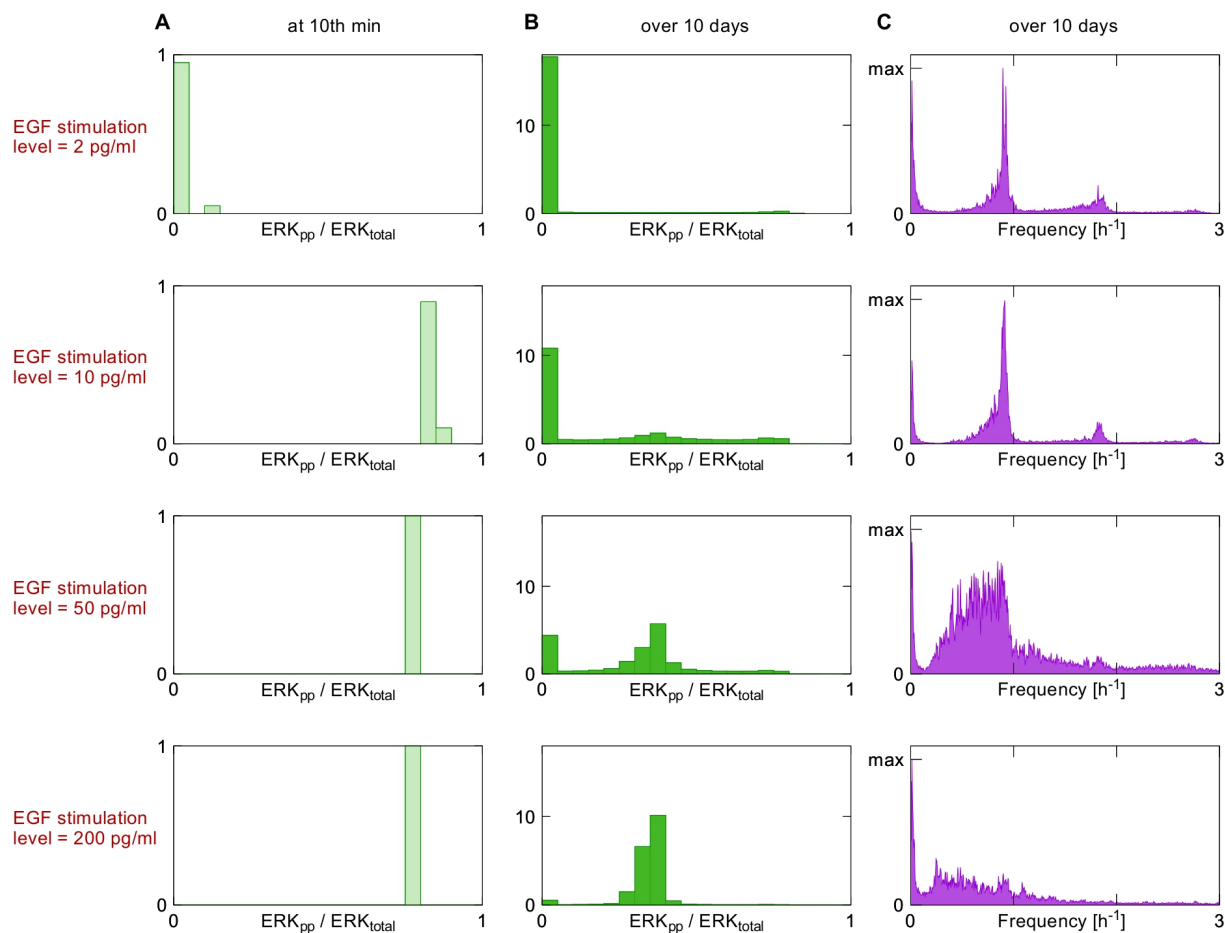 A at 10th min B over 10 days C over 10 days
EGF stimulation
level = 2 pg/ml
1
0
0 ERKpp / ERKtotal 1
10
0
0 ERKpp / ERKtotal 1
max
0
0 Frequency [h-1] 3
EGF stimulation
level = 10 pg/ml
1
0
0 ERKpp / ERKtotal 1
10
0
0 ERKpp / ERKtotal 1
max
0
0 Frequency [h-1] 3
EGF stimulation
level = 50 pg/ml
1
0
0 ERKpp / ERKtotal 1
10
0
0 ERKpp / ERKtotal 1
max
0
0 Frequency [h-1] 3
EGF stimulation
level = 200 pg/ml
1
0
0 ERKpp / ERKtotal 1
10
0
0 ERKpp / ERKtotal 1
max
0
0 Frequency [h-1] 3